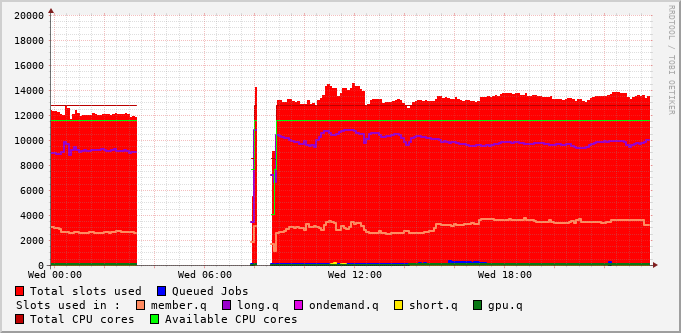 20000
18000
16000
14000
12000
10000
8000
6000
4000
2000
0
Wed 00:00 Wed 06:00 Wed 12:00 Wed 18:00
Total slots used Queued Jobs
Slots used in : member.q long.q ondemand.q short.q gpu.q
Total CPU cores Available CPU cores
RRDTOOL / TOBI OETIKER